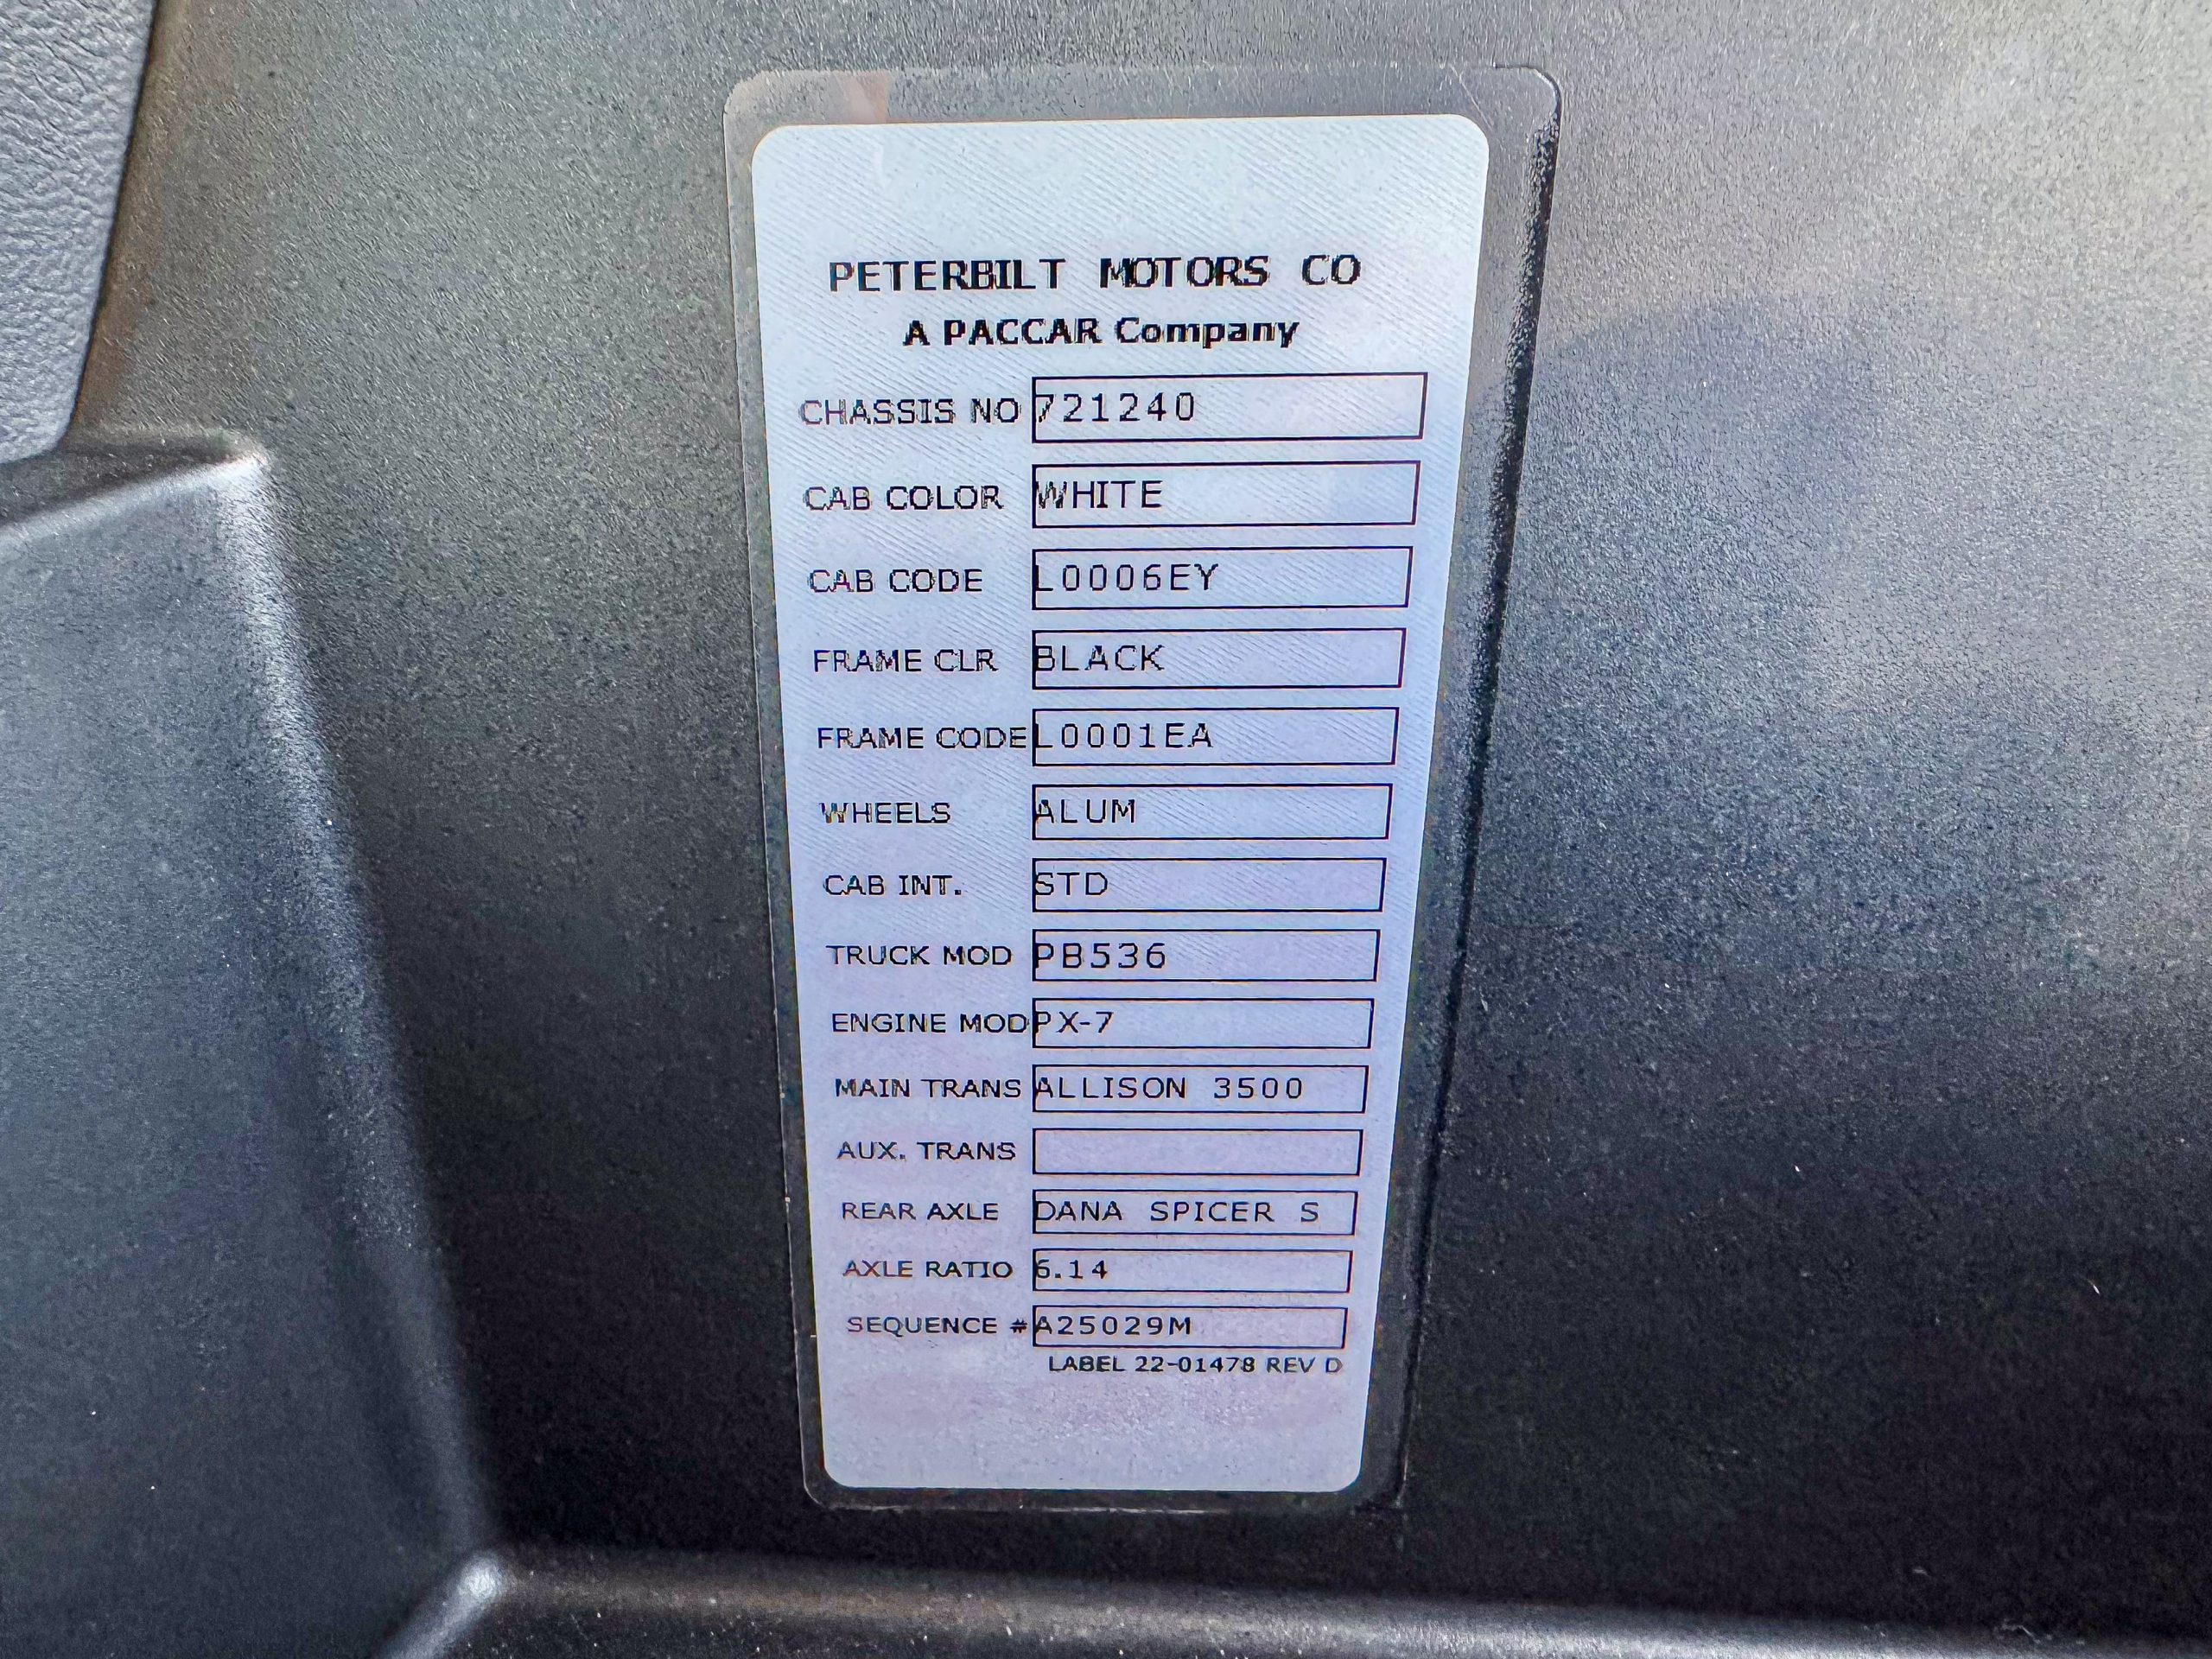 PETERBILT MOTORS CO
A PACCAR Company
CHASSIS NO 721240
CAB COLOR WHITE
CAB CODE L0006EY
FRAME CLR BLACK
FRAME CODE L0001EA
WHEELS ALUM
CAB INT. STD
TRUCK MOD PB536
ENGINE MOD PX-7
MAIN TRANS ALLISON 3500
AUX. TRANS
REAR AXLE DANA SPICER S
AXLE RATIO 6.14
SEQUENCE # A25029M
LABEL 22-01478 REV D